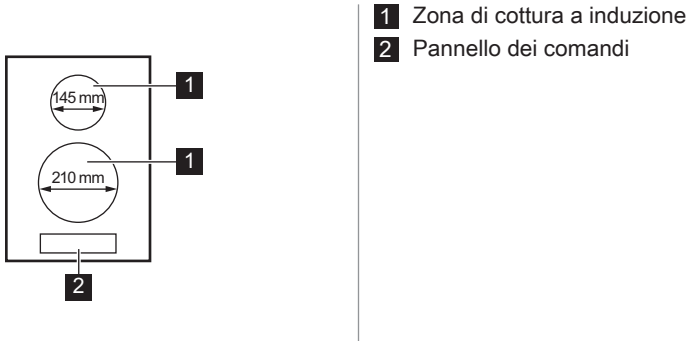 145 mm
1
210 mm
1
2
1 Zona di cottura a induzione
2 Pannello dei comandi